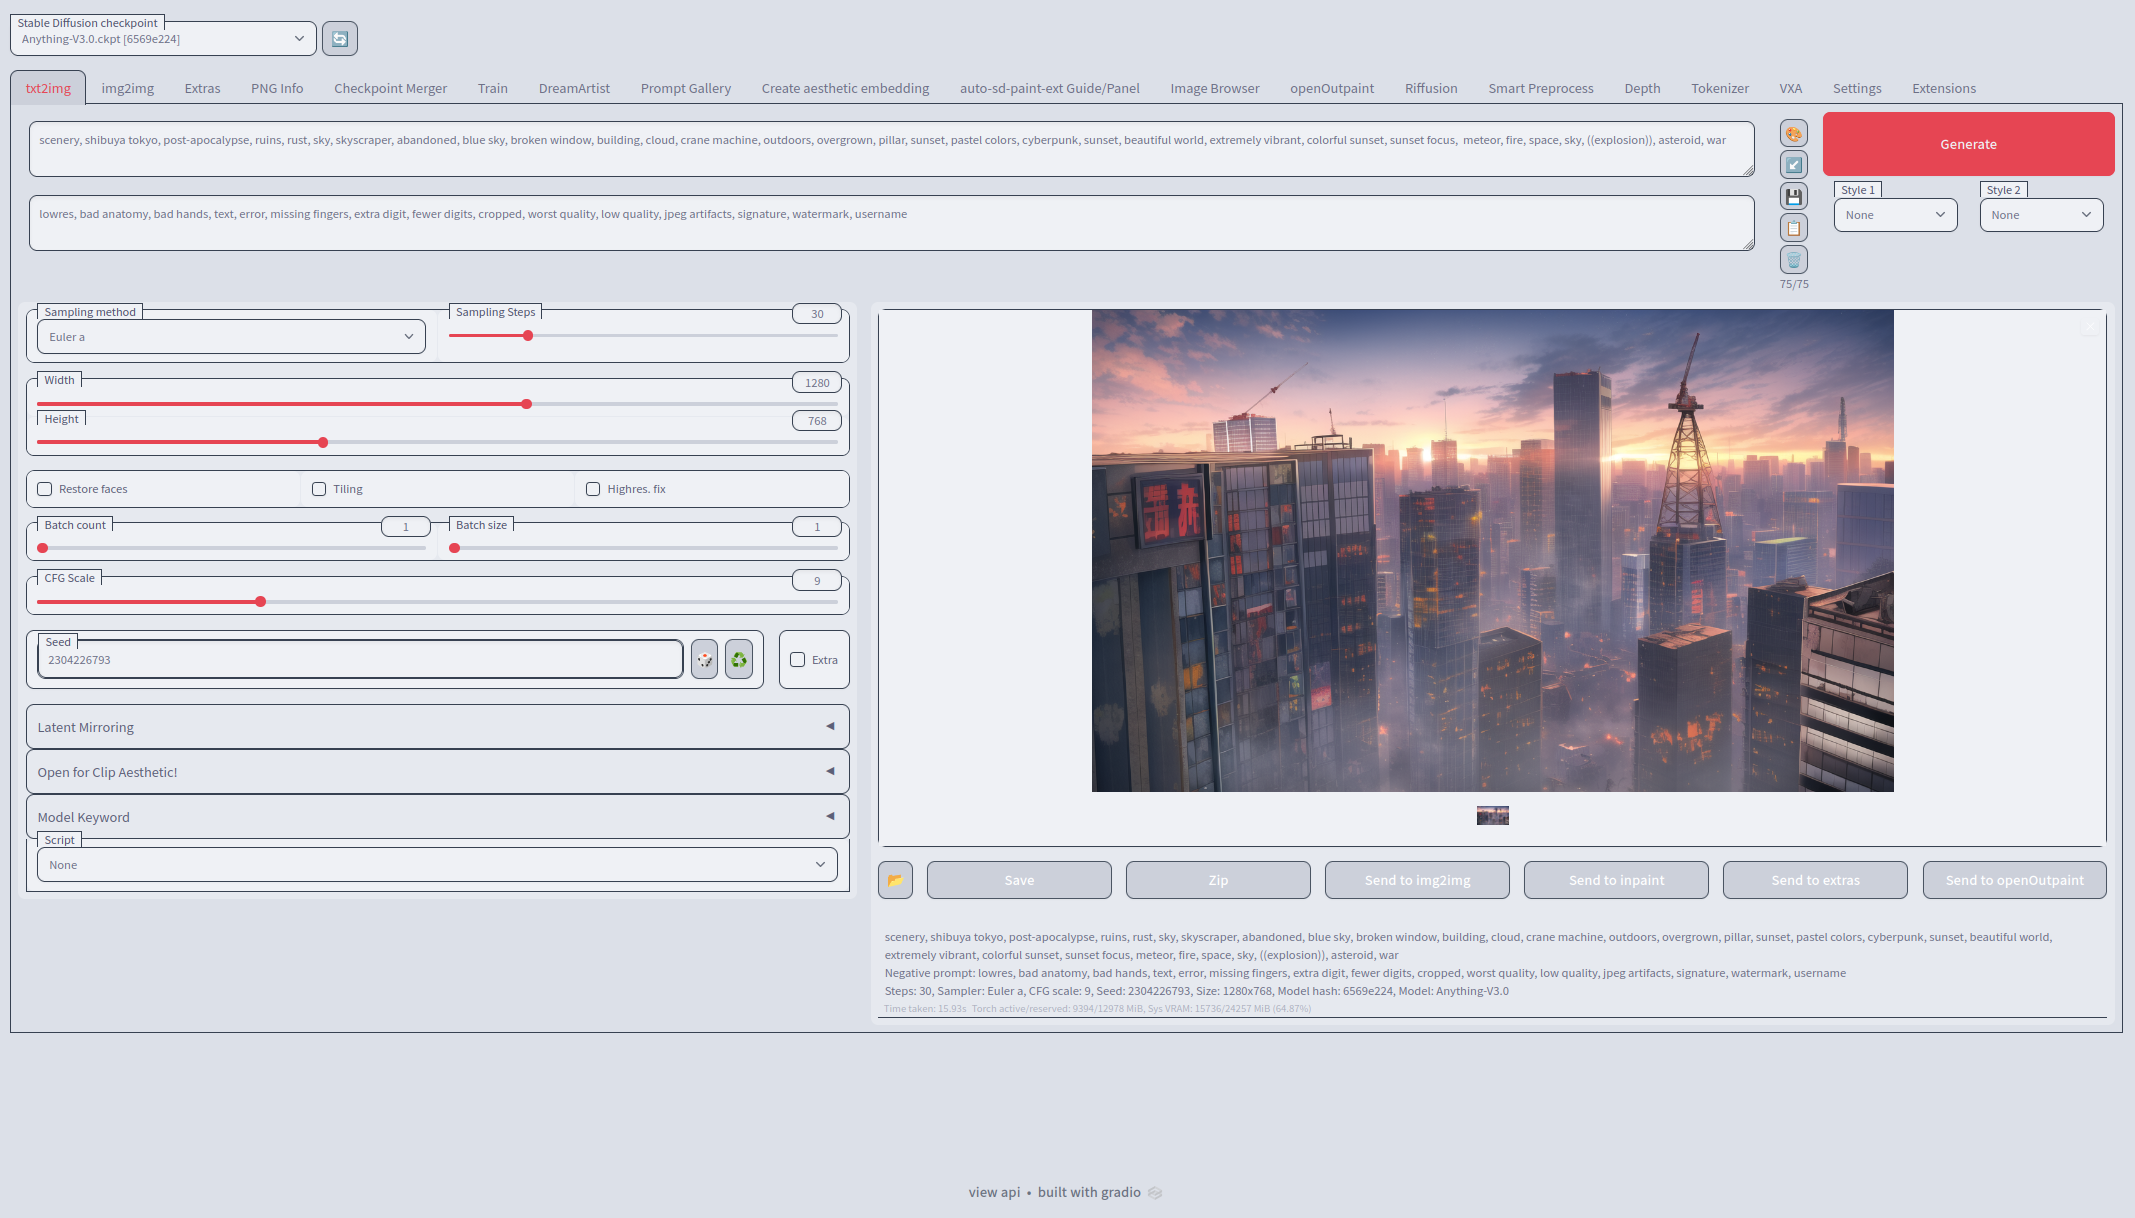 Stable Diffusion checkpoint
Anything-V3.0.ckpt [6569e224]
txt2img img2img Extras PNG Info Checkpoint Merger Train DreamArtist Prompt Gallery Create aesthetic embedding auto-sd-paint-ext Guide/Panel Image Browser openOutpaint Riffusion Smart Preprocess Depth Tokenizer VXA Settings Extensions
scenery, shibuya tokyo, post-apocalypse, ruins, rust, sky, skyscraper, abandoned, blue sky, broken window, building, cloud, crane machine, outdoors, overgrown, pillar, sunset, pastel colors, cyberpunk, sunset, beautiful world, extremely vibrant, colorful sunset, sunset focus,  meteor, fire, space, sky, ((explosion)), asteroid, war
lowres, bad anatomy, bad hands, text, error, missing fingers, extra digit, fewer digits, cropped, worst quality, low quality, jpeg artifacts, signature, watermark, username
75/75
Generate
Style 1 Style 2
None None
Sampling method
Euler a
Sampling Steps 30
Width 1280
Height 768
Restore faces Tiling Highres. fix
Batch count 1 Batch size 1
CFG Scale 9
Seed
2304226793
Extra
Latent Mirroring
Open for Clip Aesthetic!
Model Keyword
Script
None
Save Zip Send to img2img Send to inpaint Send to extras Send to openOutpaint
scenery, shibuya tokyo, post-apocalypse, ruins, rust, sky, skyscraper, abandoned, blue sky, broken window, building, cloud, crane machine, outdoors, overgrown, pillar, sunset, pastel colors, cyberpunk, sunset, beautiful world,
extremely vibrant, colorful sunset, sunset focus, meteor, fire, space, sky, ((explosion)), asteroid, war
Negative prompt: lowres, bad anatomy, bad hands, text, error, missing fingers, extra digit, fewer digits, cropped, worst quality, low quality, jpeg artifacts, signature, watermark, username
Steps: 30, Sampler: Euler a, CFG scale: 9, Seed: 2304226793, Size: 1280x768, Model hash: 6569e224, Model: Anything-V3.0
Time taken: 15.93s Torch active/reserved: 9394/12978 MiB, Sys VRAM: 15736/24257 MiB (64.87%)
view api • built with gradio